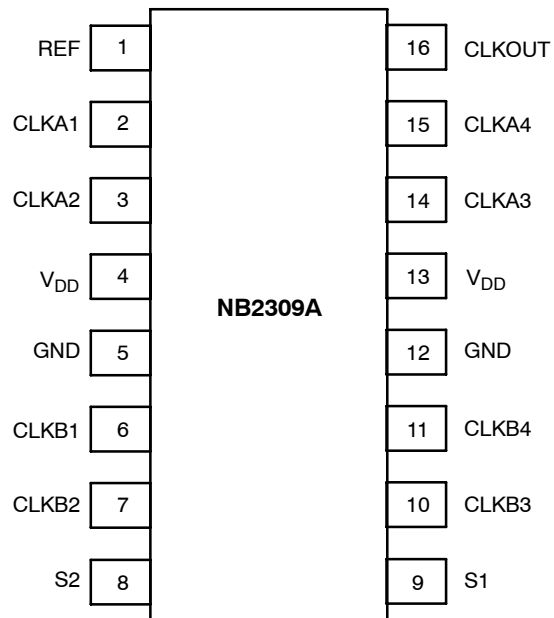 REF 1 16 CLKOUT
CLKA1 2 15 CLKA4
CLKA2 3 14 CLKA3
VDD 4 13 VDD
NB2309A
GND 5 12 GND
CLKB1 6 11 CLKB4
CLKB2 7 10 CLKB3
S2 8 9 S1